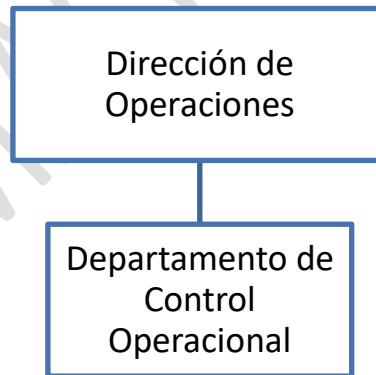 Dirección de
Operaciones
Departamento de
Control
Operacional